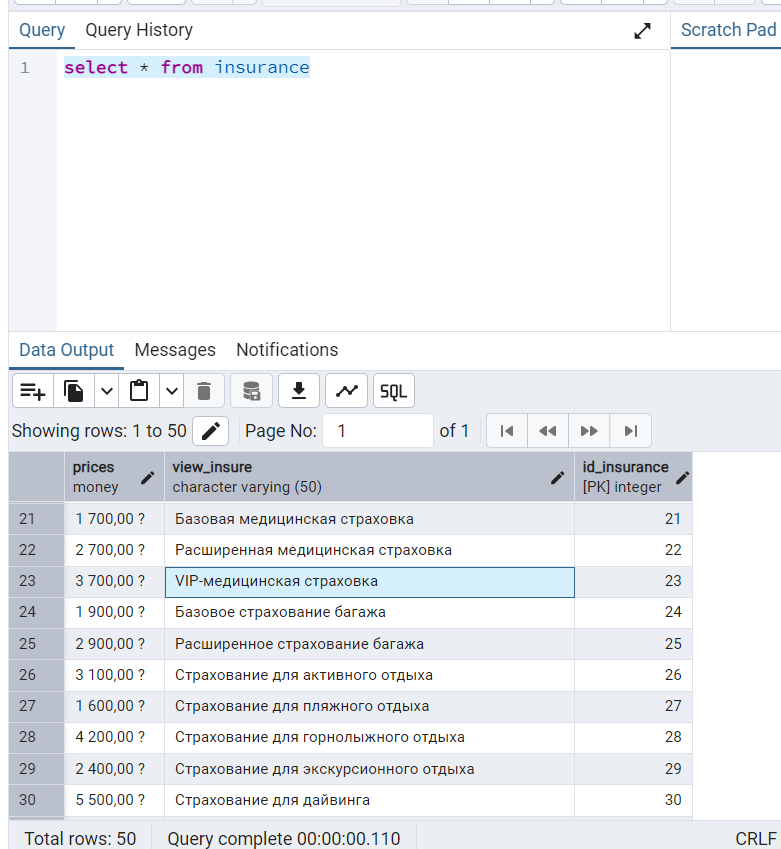 Query Query History Scratch Pad
1 select * from insurance
Data Output Messages Notifications
SQL
Showing rows: 1 to 50 Page No: 1 of 1
prices view_insure id_insurance
money character varying (50) [PK] integer
21 1 700,00 ? Базовая медицинская страховка 21
22 2 700,00 ? Расширенная медицинская страховка 22
23 3 700,00 ? VIP-медицинская страховка 23
24 1 900,00 ? Базовое страхование багажа 24
25 2 900,00 ? Расширенное страхование багажа 25
26 3 100,00 ? Страхование для активного отдыха 26
27 1 600,00 ? Страхование для пляжного отдыха 27
28 4 200,00 ? Страхование для горнолыжного отдыха 28
29 2 400,00 ? Страхование для экскурсионного отдыха 29
30 5 500,00 ? Страхование для дайвинга 30
Total rows: 50 Query complete 00:00:00.110 CRLF